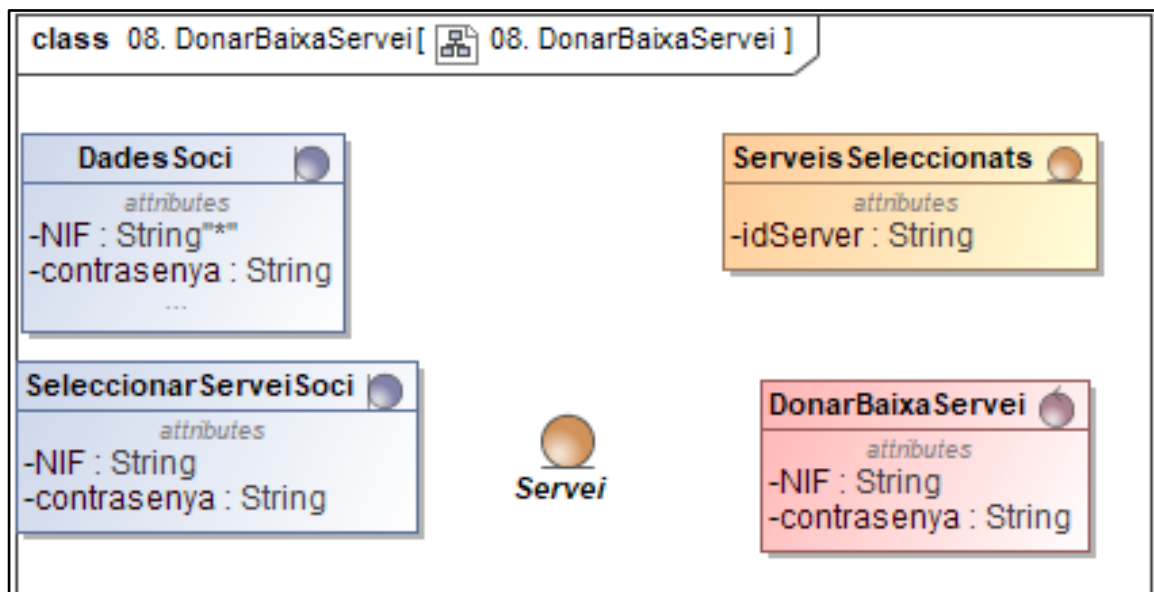 class 08. DonarBaixaServei[ 08. DonarBaixaServei ]
DadesSoci
attributes
-NIF : String"*"
-contrasenya : String
...
ServeisSeleccionats
attributes
-idServer : String
SeleccionarServeiSoci
attributes
-NIF : String
-contrasenya : String
Servei
DonarBaixaServei
attributes
-NIF : String
-contrasenya : String